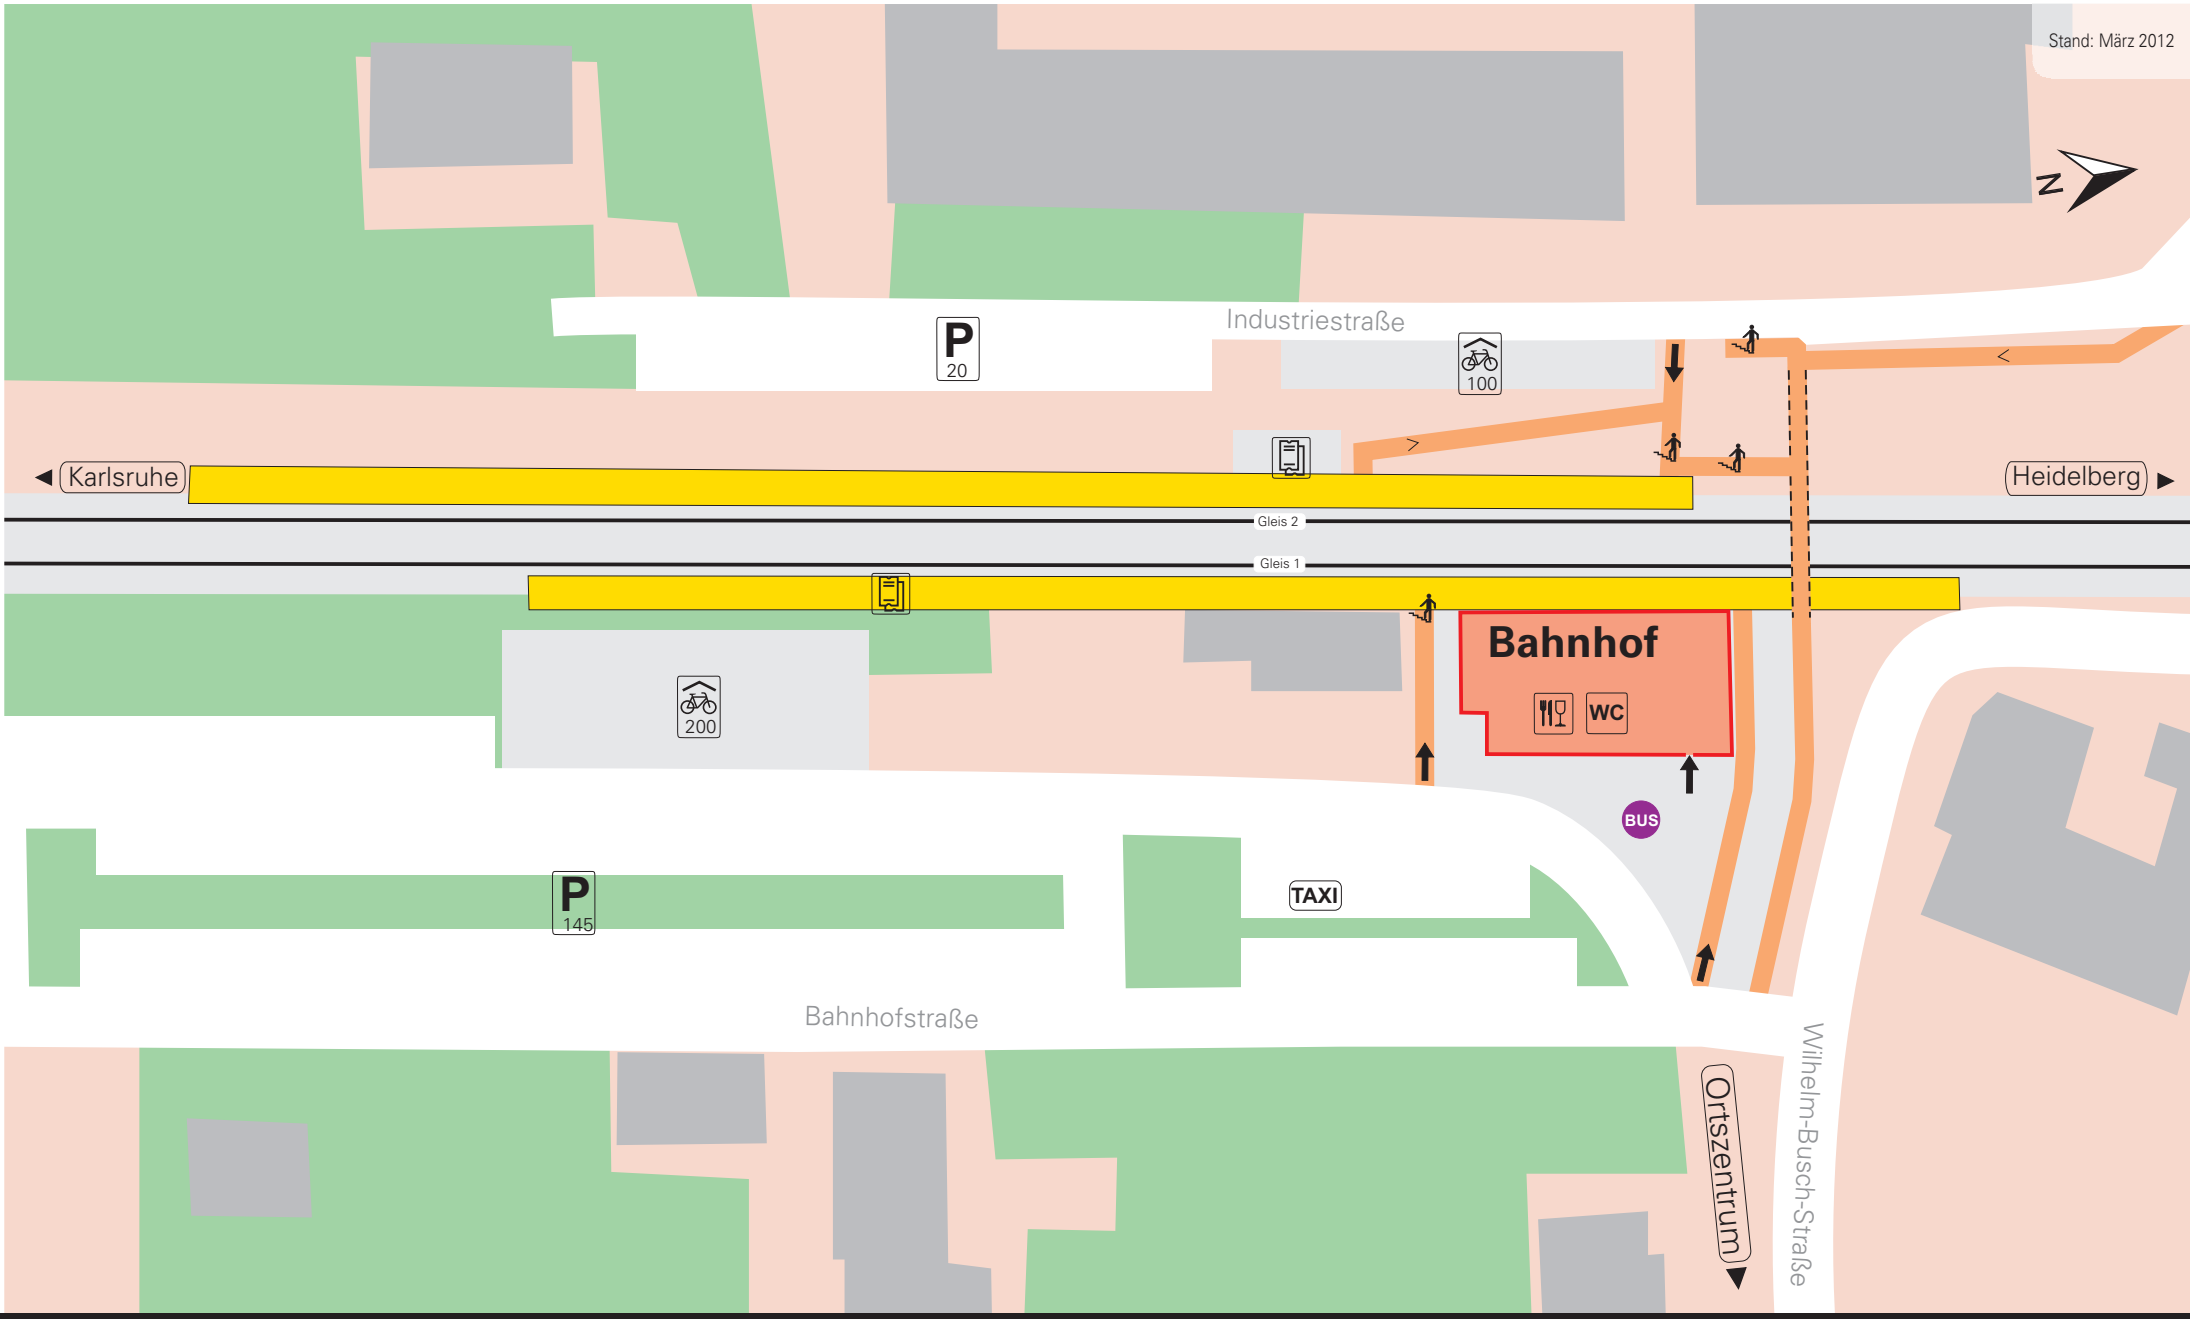 Stand: März 2012
N
Industriestraße
P
20
100
Karlsruhe
Heidelberg
Gleis 2
Gleis 1
Bahnhof
WC
200
BUS
P
145
TAXI
Bahnhofstraße
Ortszentrum
Wilhelm-Busch-Straße